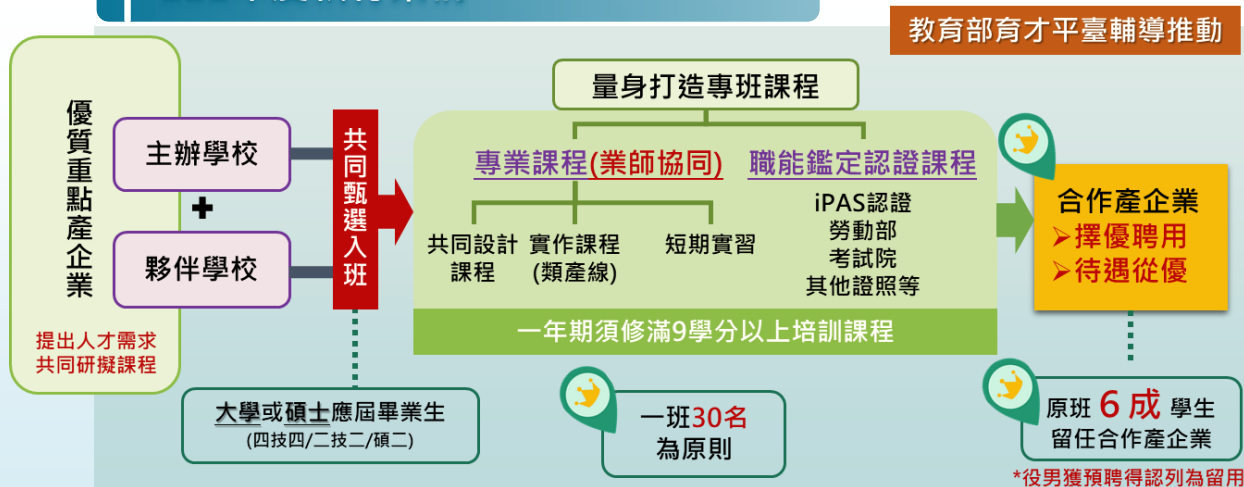 教育部育才平臺輔導推動
優質重點產企業
主辦學校
+
夥伴學校
提出人才需求
共同研擬課程
共同甄選入班
量身打造專班課程
專業課程(業師協同)
職能鑑定認證課程
共同設計
課程
實作課程
(類產線)
短期實習
iPAS認證
勞動部
考試院
其他證照等
一年期須修滿9學分以上培訓課程
合作產企業
➢擇優聘用
➢待遇從優
大學或碩士應屆畢業生
(四技四/二技二/碩二)
一班30名
為原則
原班 6 成 學生
留任合作產企業
*役男獲預聘得認列為留用